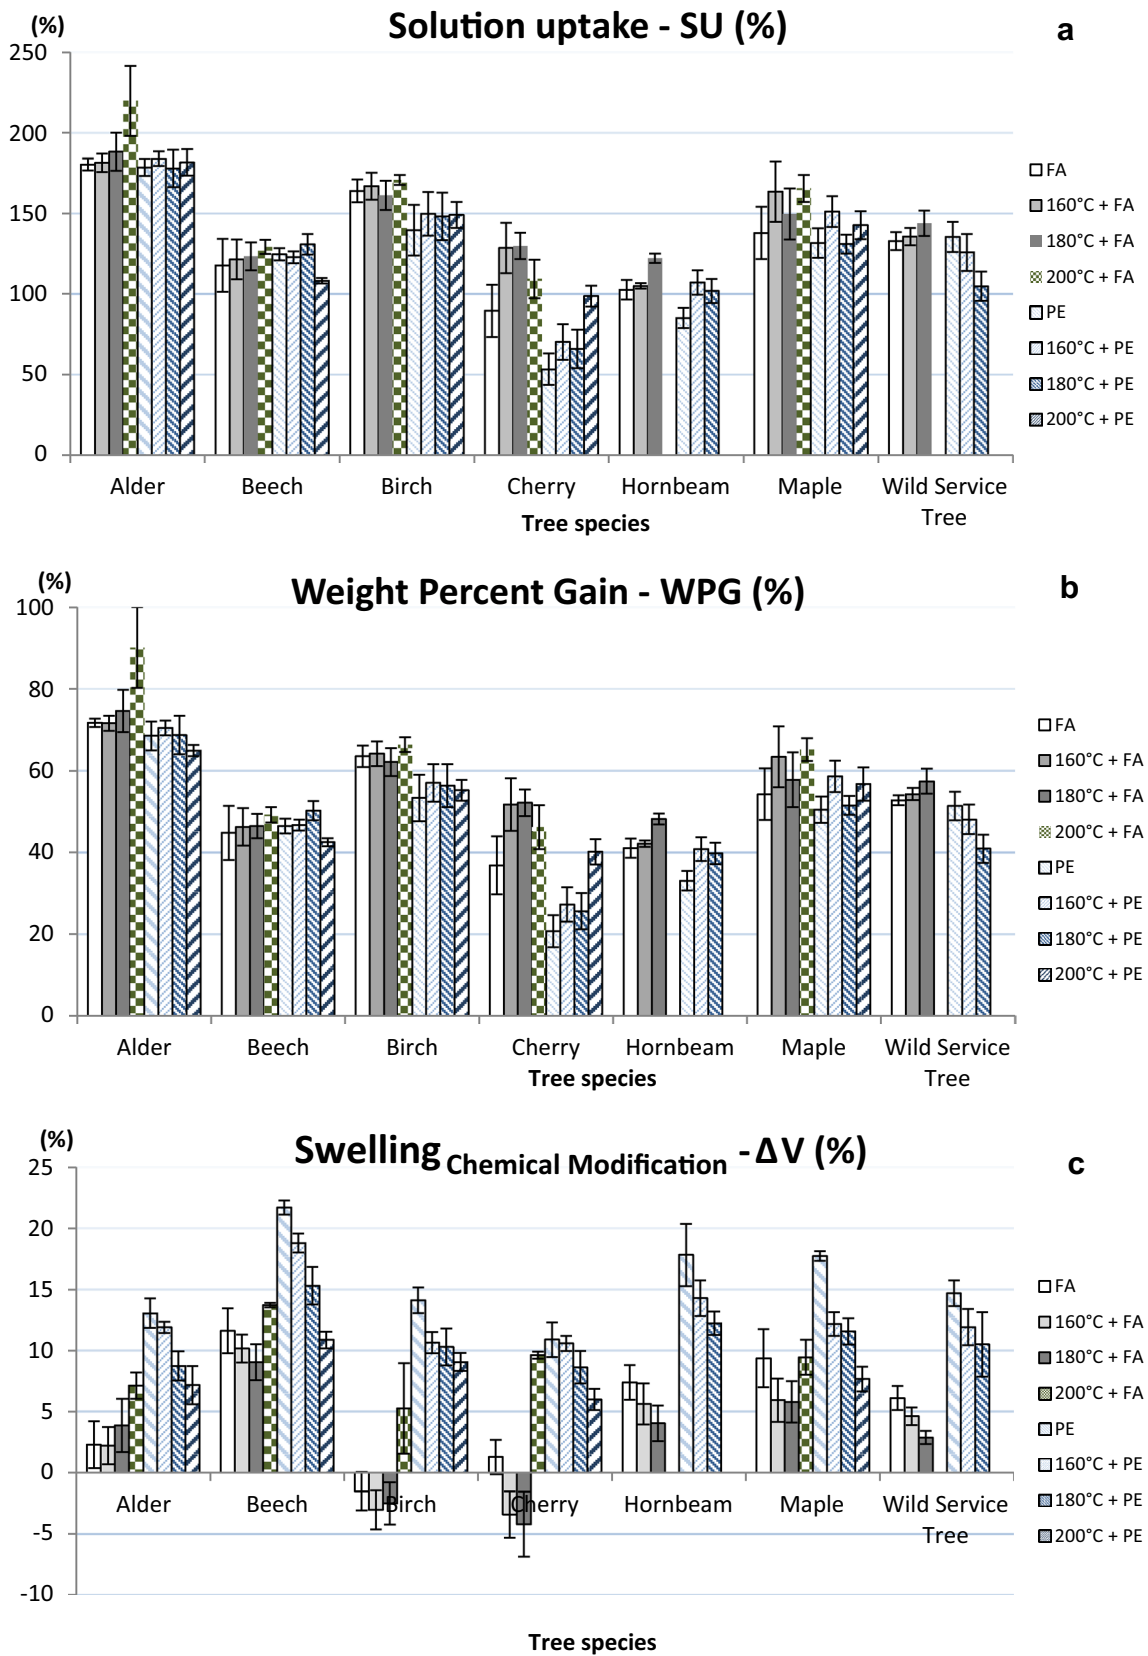 Solution uptake - SU (%)
a
(%)
250
200
150
100
50
0
FA
160°C + FA
180°C + FA
200°C + FA
PE
160°C + PE
180°C + PE
200°C + PE
Alder Beech Birch Cherry Hornbeam Maple Wild Service
Tree
Tree species
(%)
Weight Percent Gain - WPG (%)
b
100
80
60
40
20
0
FA
160°C + FA
180°C + FA
200°C + FA
PE
160°C + PE
180°C + PE
200°C + PE
Alder Beech Birch Cherry Hornbeam Maple Wild Service
Tree
Tree species
(%)
Swelling Chemical Modification - ΔV (%)
c
25
20
15
10
5
0
-5
-10
FA
160°C + FA
180°C + FA
200°C + FA
PE
160°C + PE
180°C + PE
200°C + PE
Alder Beech Birch Cherry Hornbeam Maple Wild Service
Tree
Tree species